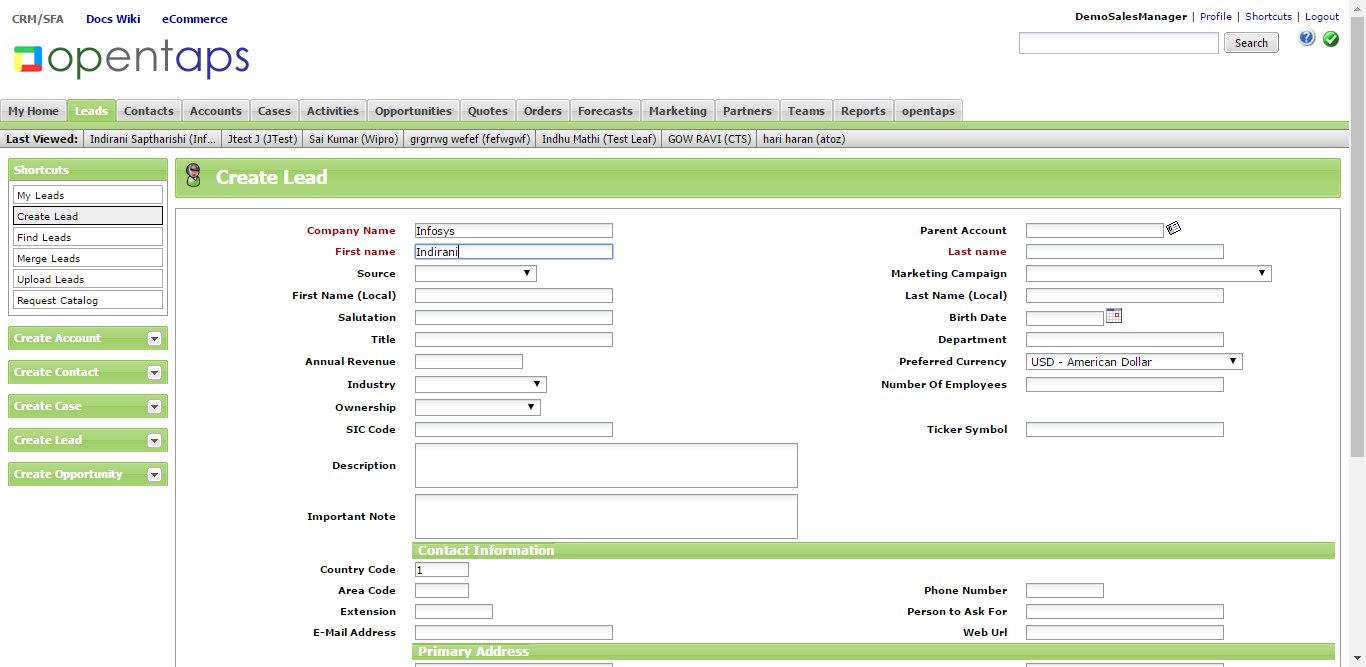 CRM/SFA Docs Wiki eCommerce
DemoSalesManager | Profile | Shortcuts | Logout
opentaps
Search
My Home Leads Contacts Accounts Cases Activities Opportunities Quotes Orders Forecasts Marketing Partners Teams Reports opentaps
Last Viewed: Indirani Saptharishi (Inf... Jtest J (JTest) Sai Kumar (Wipro) grgrrwg wefef (fefwgwf) Indhu Mathi (Test Leaf) GOW RAVI (CTS) hari haran (atoz)
Shortcuts
My Leads
Create Lead
Find Leads
Merge Leads
Upload Leads
Request Catalog
Create Account
Create Contact
Create Case
Create Lead
Create Opportunity
Create Lead
Company Name Infosys Parent Account
First name Indirani Last name
Source Marketing Campaign
First Name (Local) Last Name (Local)
Salutation Birth Date
Title Department
Annual Revenue Preferred Currency USD - American Dollar
Industry Number Of Employees
Ownership
SIC Code Ticker Symbol
Description
Important Note
Contact Information
Country Code 1
Area Code Phone Number
Extension Person to Ask For
E-Mail Address Web Url
Primary Address